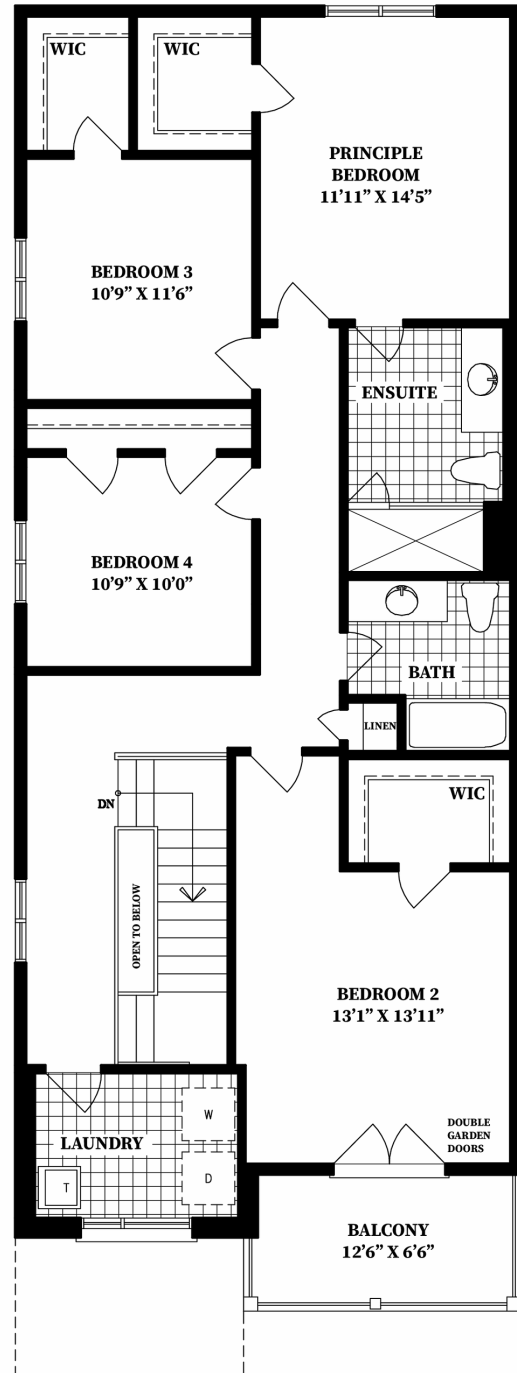 WIC
WIC
PRINCIPLE
BEDROOM
11’11” X 14’5”
BEDROOM 3
10’9” X 11’6”
ENSUITE
BEDROOM 4
10’9” X 10’0”
BATH
LINEN
WIC
DN
OPEN TO BELOW
BEDROOM 2
13’1” X 13’11”
DOUBLE
GARDEN
DOORS
LAUNDRY
W
D
T
BALCONY
12’6” X 6’6”